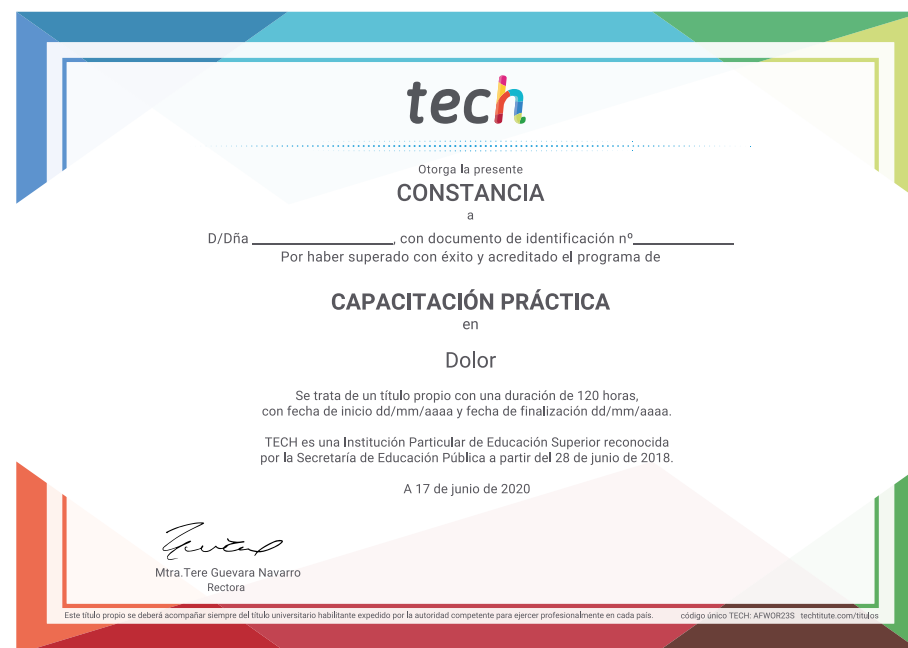 tech
Otorga la presente
CONSTANCIA
a
D/Dña ________________, con documento de identificación nº____________
Por haber superado con éxito y acreditado el programa de
CAPACITACIÓN PRÁCTICA
en
Dolor
Se trata de un título propio con una duración de 120 horas,
con fecha de inicio dd/mm/aaaa y fecha de finalización dd/mm/aaaa.
TECH es una Institución Particular de Educación Superior reconocida
por la Secretaría de Educación Pública a partir del 28 de junio de 2018.
A 17 de junio de 2020
Mtra.Tere Guevara Navarro
Rectora
Este título propio se deberá acompañar siempre del título universitario habilitante expedido por la autoridad competente para ejercer profesionalmente en cada país. código único TECH: AFWOR23S techtitute.com/titulos